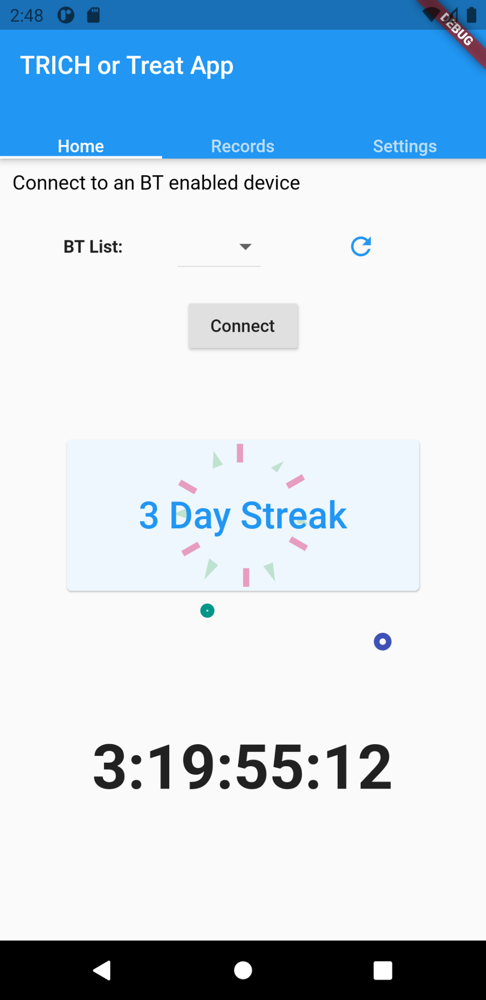 2:48
DEBUG
TRICH or Treat App
Home Records Settings
Connect to an BT enabled device
BT List:
Connect
3 Day Streak
3:19:55:12